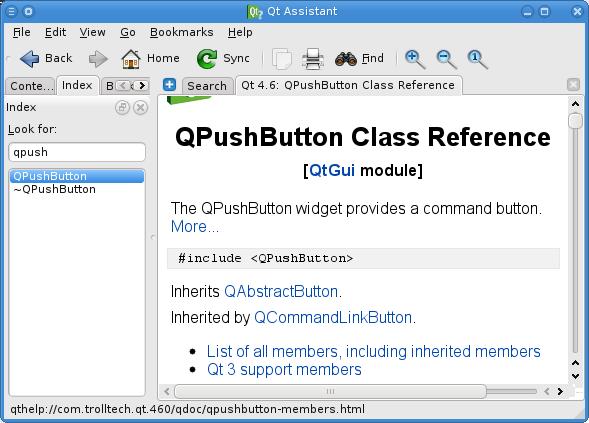 Qt Assistant
File Edit View Go Bookmarks Help
Back Home Sync Find
Conte... Index B Search Qt 4.6: QPushButton Class Reference
Index
Look for:
qpush
QPushButton
~QPushButton
QPushButton Class Reference
[QtGui module]
The QPushButton widget provides a command button.
More...
#include <QPushButton>
Inherits QAbstractButton.
Inherited by QCommandLinkButton.
List of all members, including inherited members
Qt 3 support members
qthelp://com.trolltech.qt.460/qdoc/qpushbutton-members.html